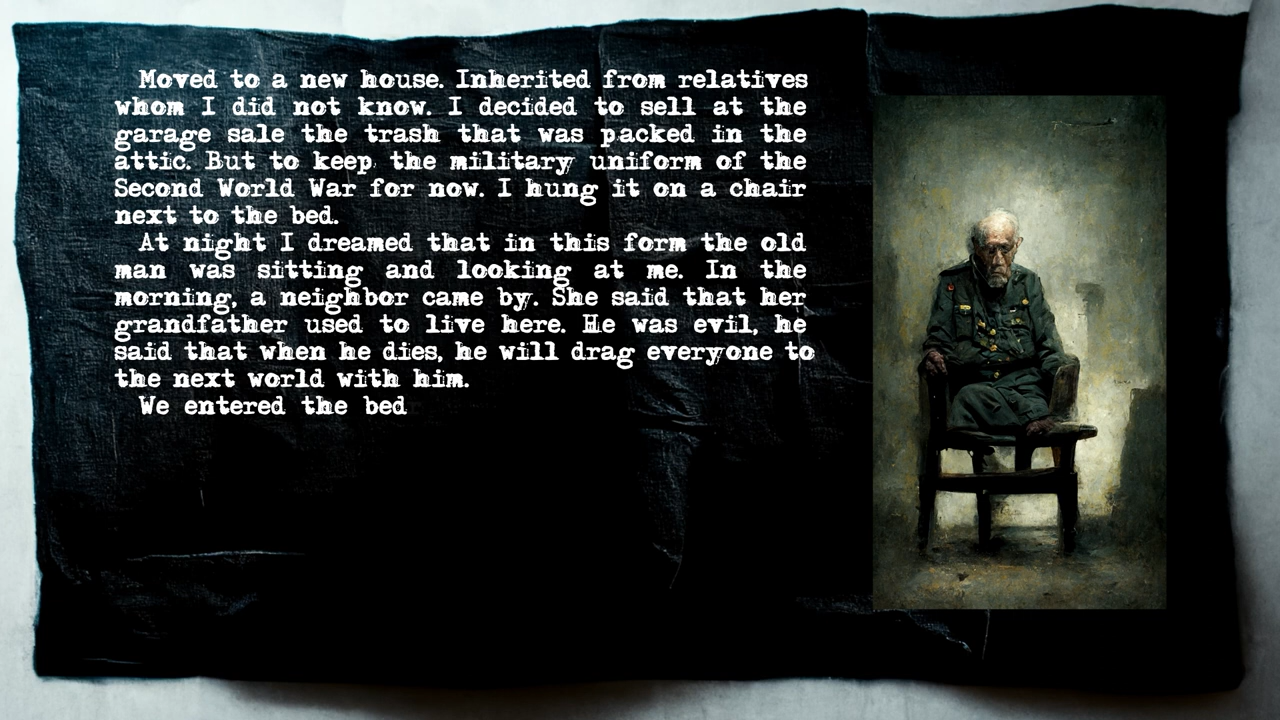 Moved to a new house. Inherited from relatives
whom I did not know. I decided to sell at the
garage sale the trash that was packed in the
attic. But to keep the military uniform of the
Second World War for now. I hung it on a chair
next to the bed.
At night I dreamed that in this form the old
man was sitting and looking at me. In the
morning, a neighbor came by. She said that her
grandfather used to live here. He was evil, he
said that when he dies, he will drag everyone to
the next world with him.
We entered the bed